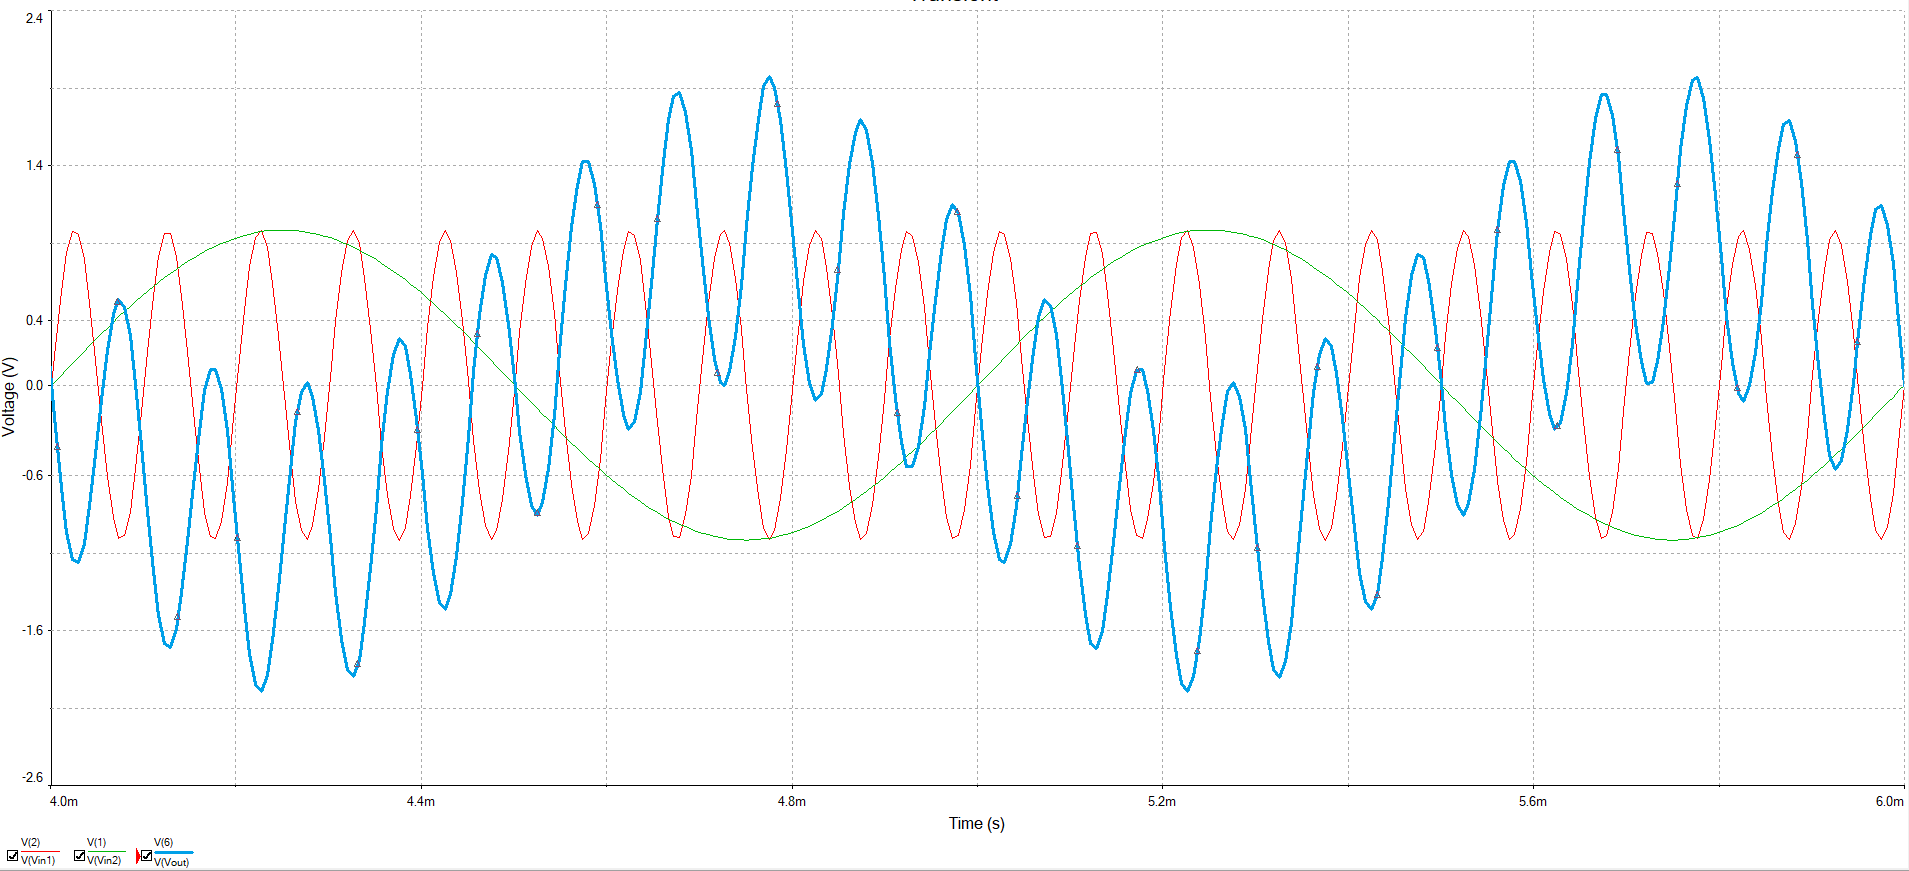 2.4
1.4
0.4
0.0
-0.6
-1.6
-2.6
Voltage (V)
4.0m 4.4m 4.8m 5.2m 5.6m 6.0m
Time (s)
V(2) V(1) V(6)
V(Vin1) V(Vin2) V(Vout)